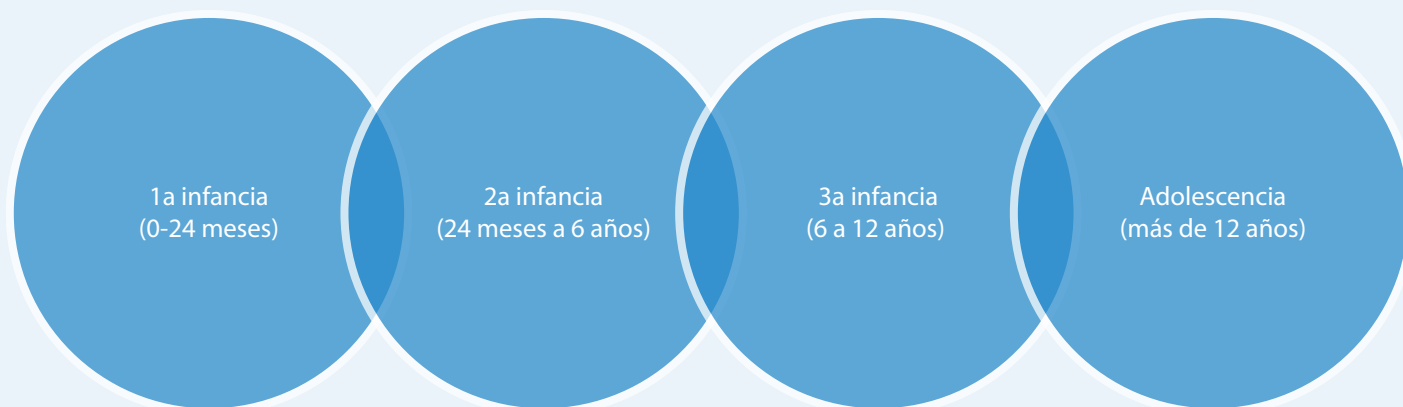 1a infancia
(0-24 meses)
2a infancia
(24 meses a 6 años)
3a infancia
(6 a 12 años)
Adolescencia
(más de 12 años)